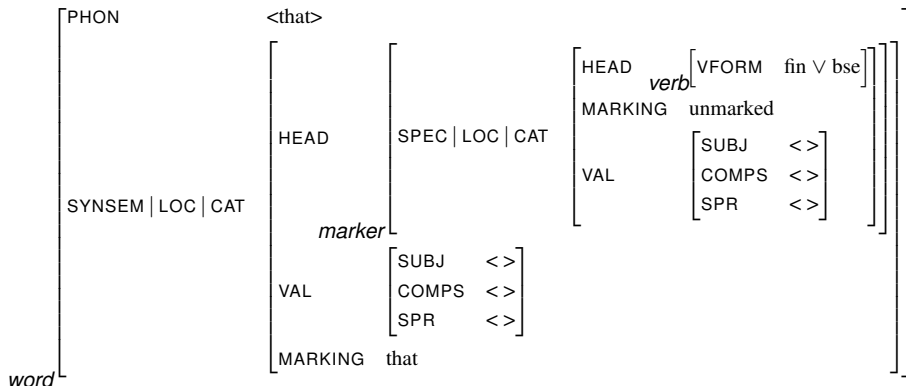 PHON <that>
HEAD verb VFORM fin ∨ bse
MARKING unmarked
SUBJ < >
HEAD SPEC | LOC | CAT
VAL COMPS < >
SPR < >
SYNSEM | LOC | CAT
marker
SUBJ < >
VAL COMPS < >
SPR < >
MARKING that
word